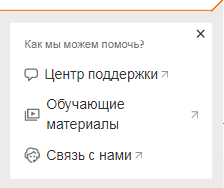 Как мы можем помочь?
Центр поддержки
Обучающие
материалы
Связь с нами